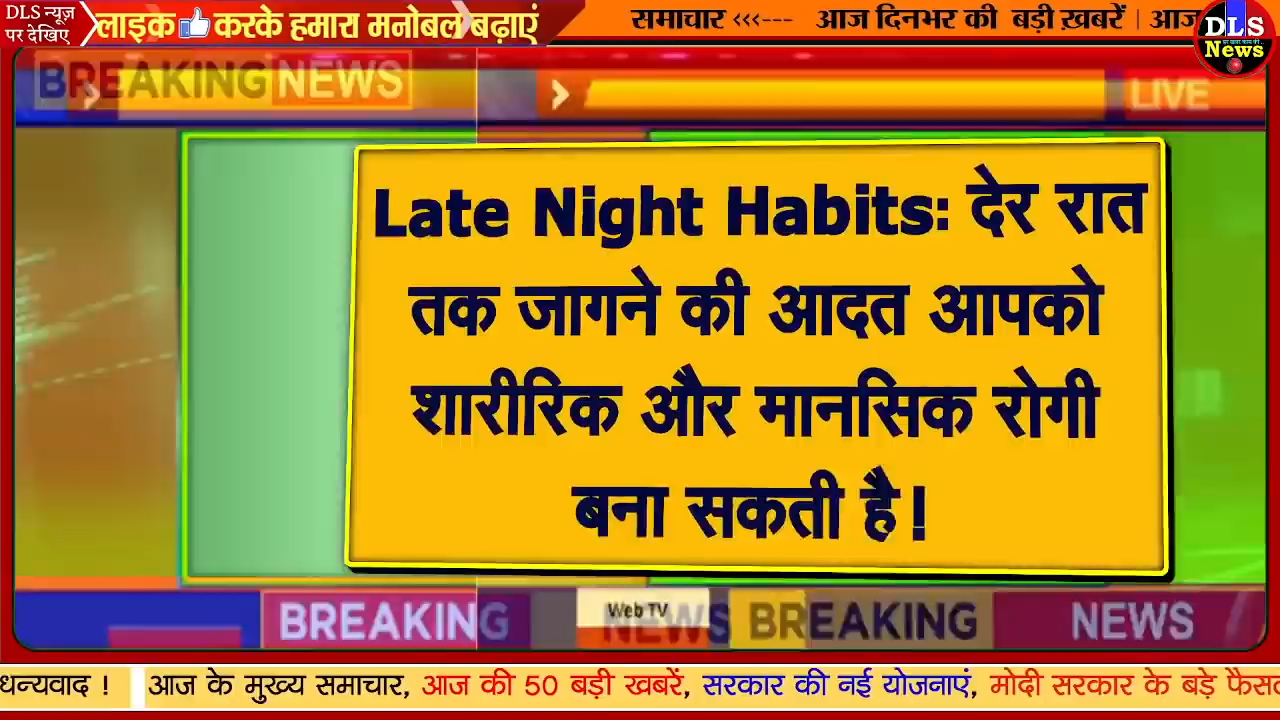 DLS न्यूज़
पर देखिए
लाइक करके हमारा मनोबल बढ़ाएं
समाचार <<<--- आज दिनभर की बड़ी ख़बरें | आज
DLS
News
BREAKING NEWS
LIVE
Late Night Habits: देर रात
तक जागने की आदत आपको
शारीरिक और मानसिक रोगी
बना सकती है!
BREAKING
Web TV
NEWS BREAKING
NEWS
धन्यवाद ! आज के मुख्य समाचार, आज की 50 बड़ी खबरें, सरकार की नई योजनाएं, मोदी सरकार के बड़े